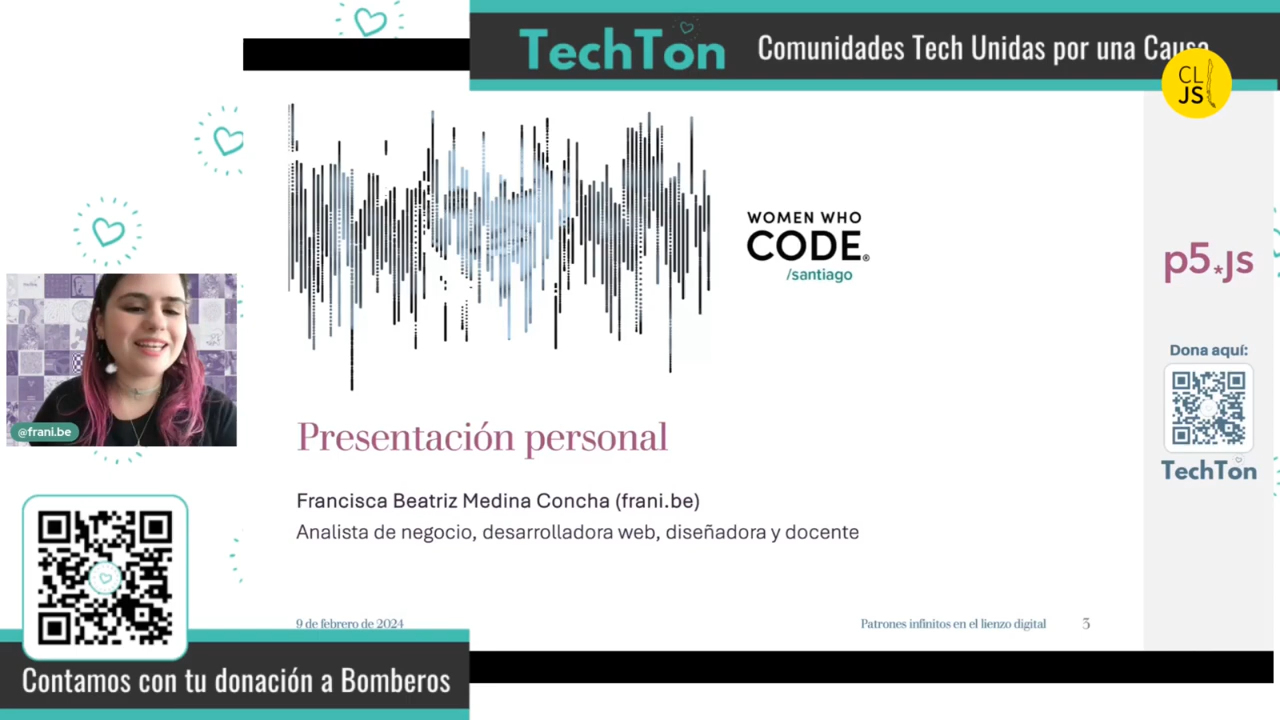 TechTon
Comunidades Tech Unidas por una Causa
CL
JS
WOMEN WHO
CODE®
/santiago
p5*js
Dona aquí:
TechTon
@frani.be
Presentación personal
Francisca Beatriz Medina Concha (frani.be)
Analista de negocio, desarrolladora web, diseñadora y docente
9 de febrero de 2024
Patrones infinitos en el lienzo digital
3
Contamos con tu donación a Bomberos